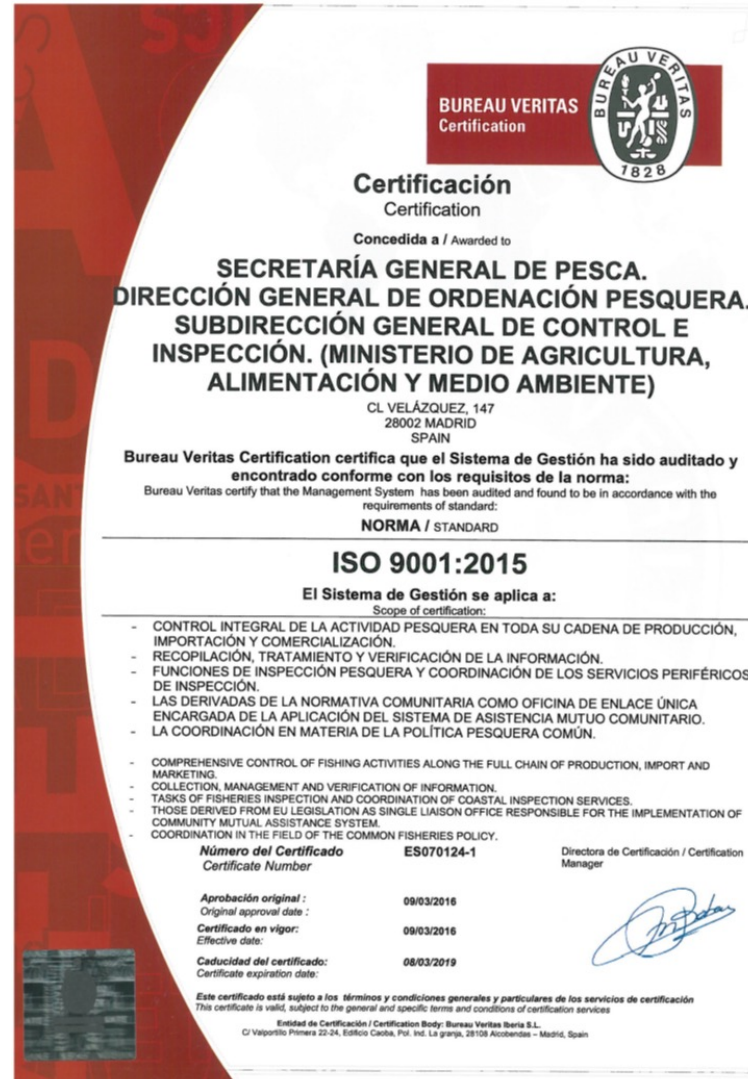 BUREAU VERITAS
Certification
BUREAU VERITAS
1828
Certificación
Certification
Concedida a / Awarded to
SECRETARÍA GENERAL DE PESCA.
DIRECCIÓN GENERAL DE ORDENACIÓN PESQUERA.
SUBDIRECCIÓN GENERAL DE CONTROL E
INSPECCIÓN. (MINISTERIO DE AGRICULTURA,
ALIMENTACIÓN Y MEDIO AMBIENTE)
CL VELÁZQUEZ, 147
28002 MADRID
SPAIN
Bureau Veritas Certification certifica que el Sistema de Gestión ha sido auditado y
encontrado conforme con los requisitos de la norma:
Bureau Veritas certify that the Management System has been audited and found to be in accordance with the
requirements of standard:
NORMA / STANDARD
ISO 9001:2015
El Sistema de Gestión se aplica a:
Scope of certification:
- CONTROL INTEGRAL DE LA ACTIVIDAD PESQUERA EN TODA SU CADENA DE PRODUCCIÓN,
IMPORTACIÓN Y COMERCIALIZACIÓN.
- RECOPILACIÓN, TRATAMIENTO Y VERIFICACIÓN DE LA INFORMACIÓN.
- FUNCIONES DE INSPECCIÓN PESQUERA Y COORDINACIÓN DE LOS SERVICIOS PERIFÉRICOS
DE INSPECCIÓN.
- LAS DERIVADAS DE LA NORMATIVA COMUNITARIA COMO OFICINA DE ENLACE ÚNICA
ENCARGADA DE LA APLICACIÓN DEL SISTEMA DE ASISTENCIA MUTUO COMUNITARIO.
- LA COORDINACIÓN EN MATERIA DE LA POLÍTICA PESQUERA COMÚN.
- COMPREHENSIVE CONTROL OF FISHING ACTIVITIES ALONG THE FULL CHAIN OF PRODUCTION, IMPORT AND
MARKETING.
- COLLECTION, MANAGEMENT AND VERIFICATION OF INFORMATION.
- TASKS OF FISHERIES INSPECTION AND COORDINATION OF COASTAL INSPECTION SERVICES.
- THOSE DERIVED FROM EU LEGISLATION AS SINGLE LIAISON OFFICE RESPONSIBLE FOR THE IMPLEMENTATION OF
COMMUNITY MUTUAL ASSISTANCE SYSTEM.
- COORDINATION IN THE FIELD OF THE COMMON FISHERIES POLICY.
Número del Certificado ES070124-1 Directora de Certificación / Certification
Certificate Number Manager
Aprobación original : 09/03/2016
Original approval date :
Certificado en vigor: 09/03/2016
Effective date:
Caducidad del certificado: 08/03/2019
Certificate expiration date:
Este certificado está sujeto a los términos y condiciones generales y particulares de los servicios de certificación
This certificate is valid, subject to the general and specific terms and conditions of certification services
Entidad de Certificación / Certification Body: Bureau Veritas Iberia S.L.
C/ Valportillo Primera 22-24, Edificio Caoba, Pol. Ind. La granja, 28108 Alcobendas – Madrid, Spain